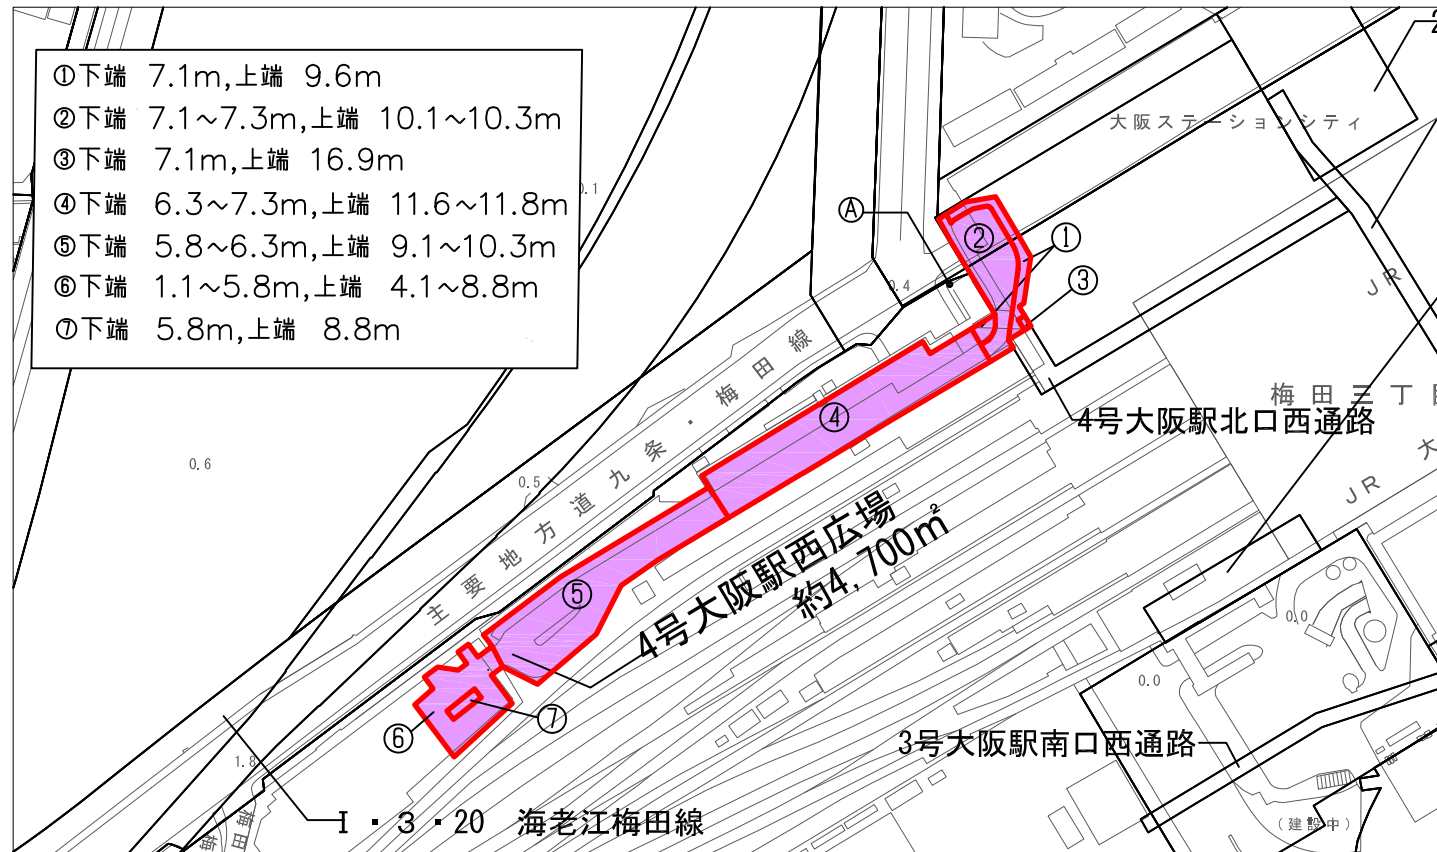 ①下端 7.1m,上端 9.6m
②下端 7.1～7.3m,上端 10.1～10.3m
③下端 7.1m,上端 16.9m
④下端 6.3～7.3m,上端 11.6～11.8m
⑤下端 5.8～6.3m,上端 9.1～10.3m
⑥下端 1.1～5.8m,上端 4.1～8.8m
⑦下端 5.8m,上端 8.8m
2
大阪ステーションシティ
0.1
Ⓐ
②
①
③
0.4
JR
主要地方道九条・梅田線
梅田三丁目
④
4号大阪駅北口西通路
大
0.6
0.5
JR
4号大阪駅西広場
約4,700㎡
⑤
0.0
0.0
⑦
⑥
3号大阪駅南口西通路
1.8
I・3・20 海老江梅田線
梅田
梅田
(建設中)